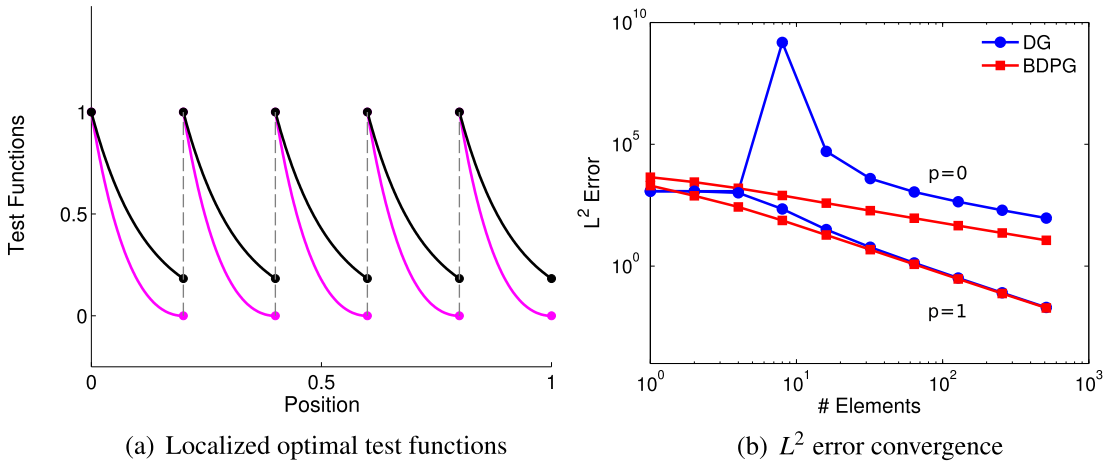 Test Functions
1
0.5
0
0
0.5
1
Position
(a) Localized optimal test functions
L² Error
10¹⁰
10⁵
10⁰
DG
BDPG
p=0
p=1
10⁰
10¹
10²
10³
# Elements
(b) L² error convergence